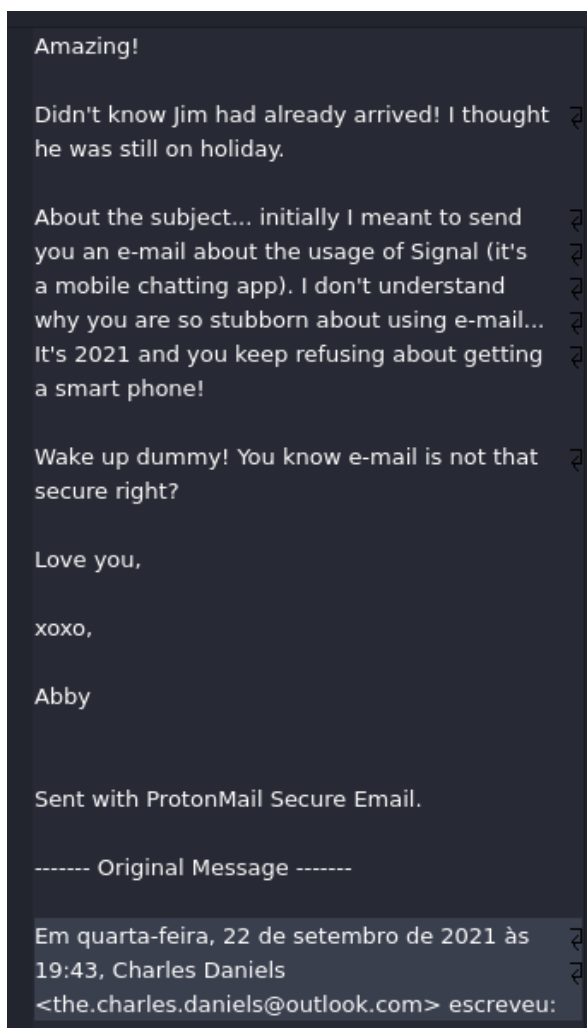 Amazing!
Didn't know Jim had already arrived! I thought
he was still on holiday.
About the subject... initially I meant to send
you an e-mail about the usage of Signal (it's
a mobile chatting app). I don't understand
why you are so stubborn about using e-mail...
It's 2021 and you keep refusing about getting
a smart phone!
Wake up dummy! You know e-mail is not that
secure right?
Love you,
xoxo,
Abby
Sent with ProtonMail Secure Email.
------- Original Message -------
Em quarta-feira, 22 de setembro de 2021 às
19:43, Charles Daniels
<the.charles.daniels@outlook.com> escreveu: